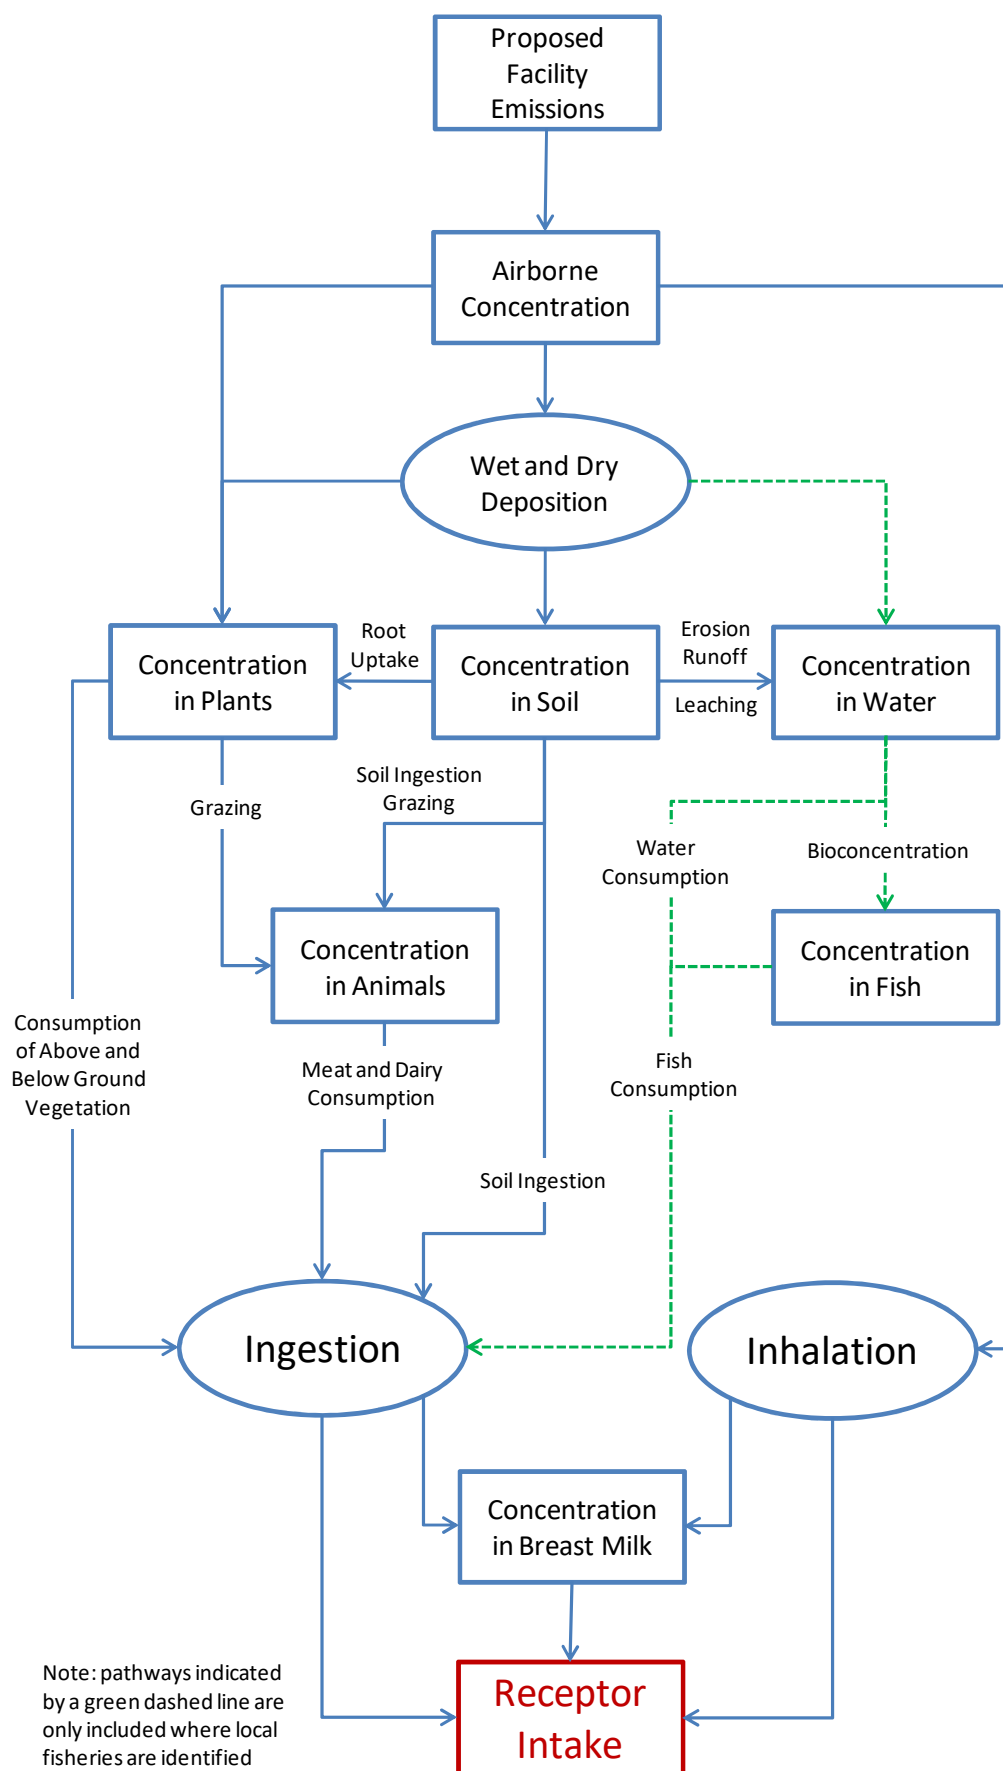 Proposed
Facility
Emissions
Airborne
Concentration
Wet and Dry
Deposition
Root
Uptake
Erosion
Runoff
Leaching
Concentration
in Plants
Concentration
in Soil
Concentration
in Water
Grazing
Soil Ingestion
Grazing
Water
Consumption
Bioconcentration
Concentration
in Animals
Concentration
in Fish
Consumption
of Above and
Below Ground
Vegetation
Meat and Dairy
Consumption
Fish
Consumption
Soil Ingestion
Ingestion
Inhalation
Concentration
in Breast Milk
Receptor
Intake
Note: pathways indicated
by a green dashed line are
only included where local
fisheries are identified